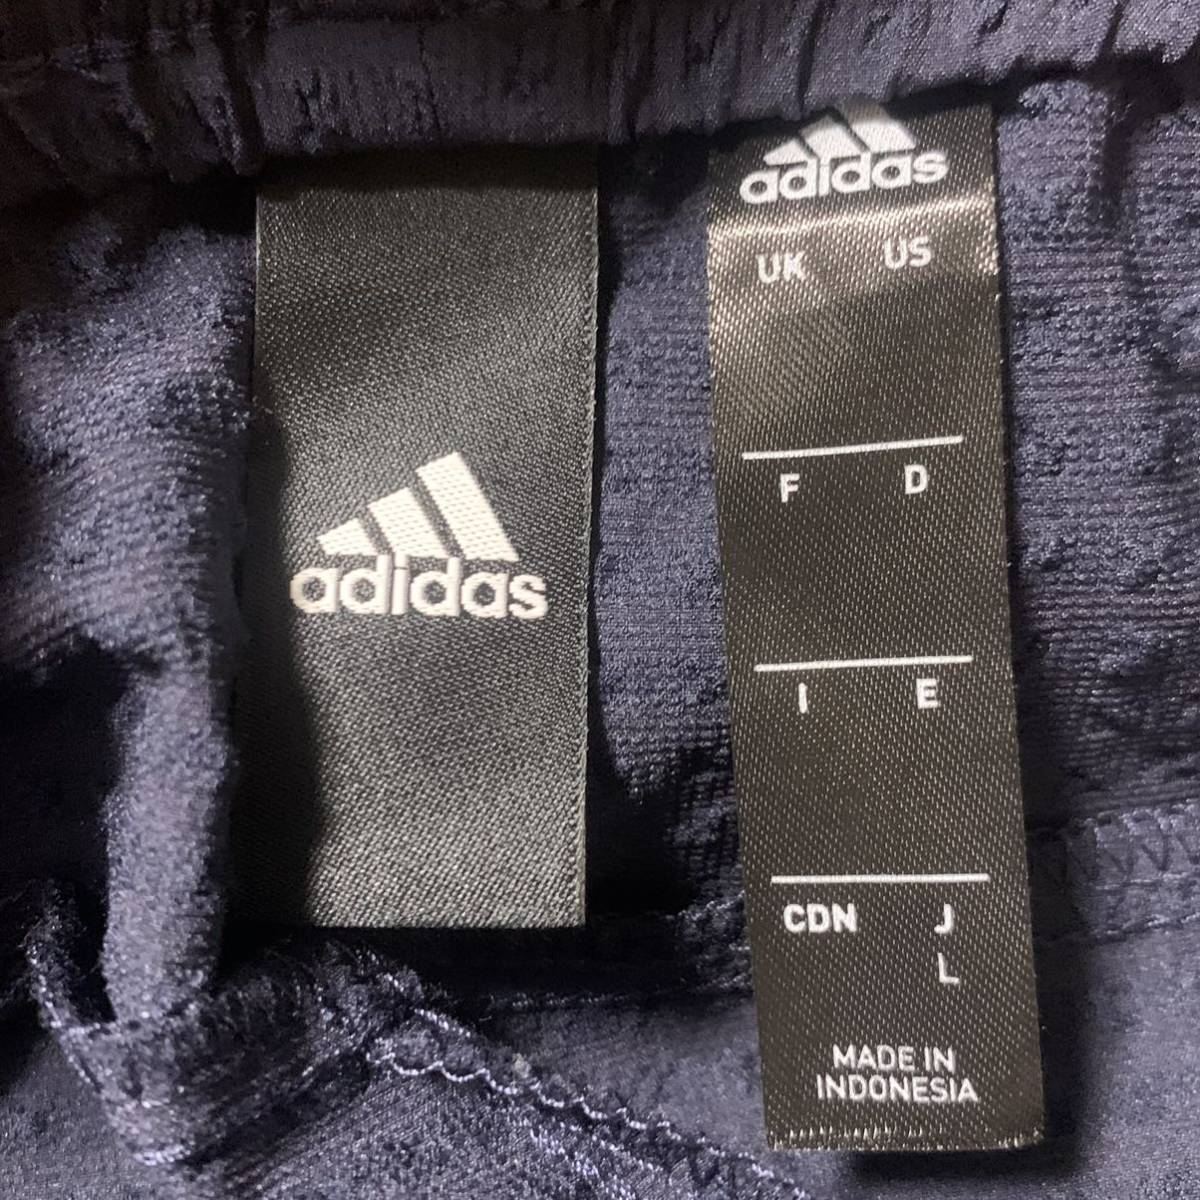 adidas
adidas
UK US
F D
I E
CDN J
L
MADE IN
INDONESIA